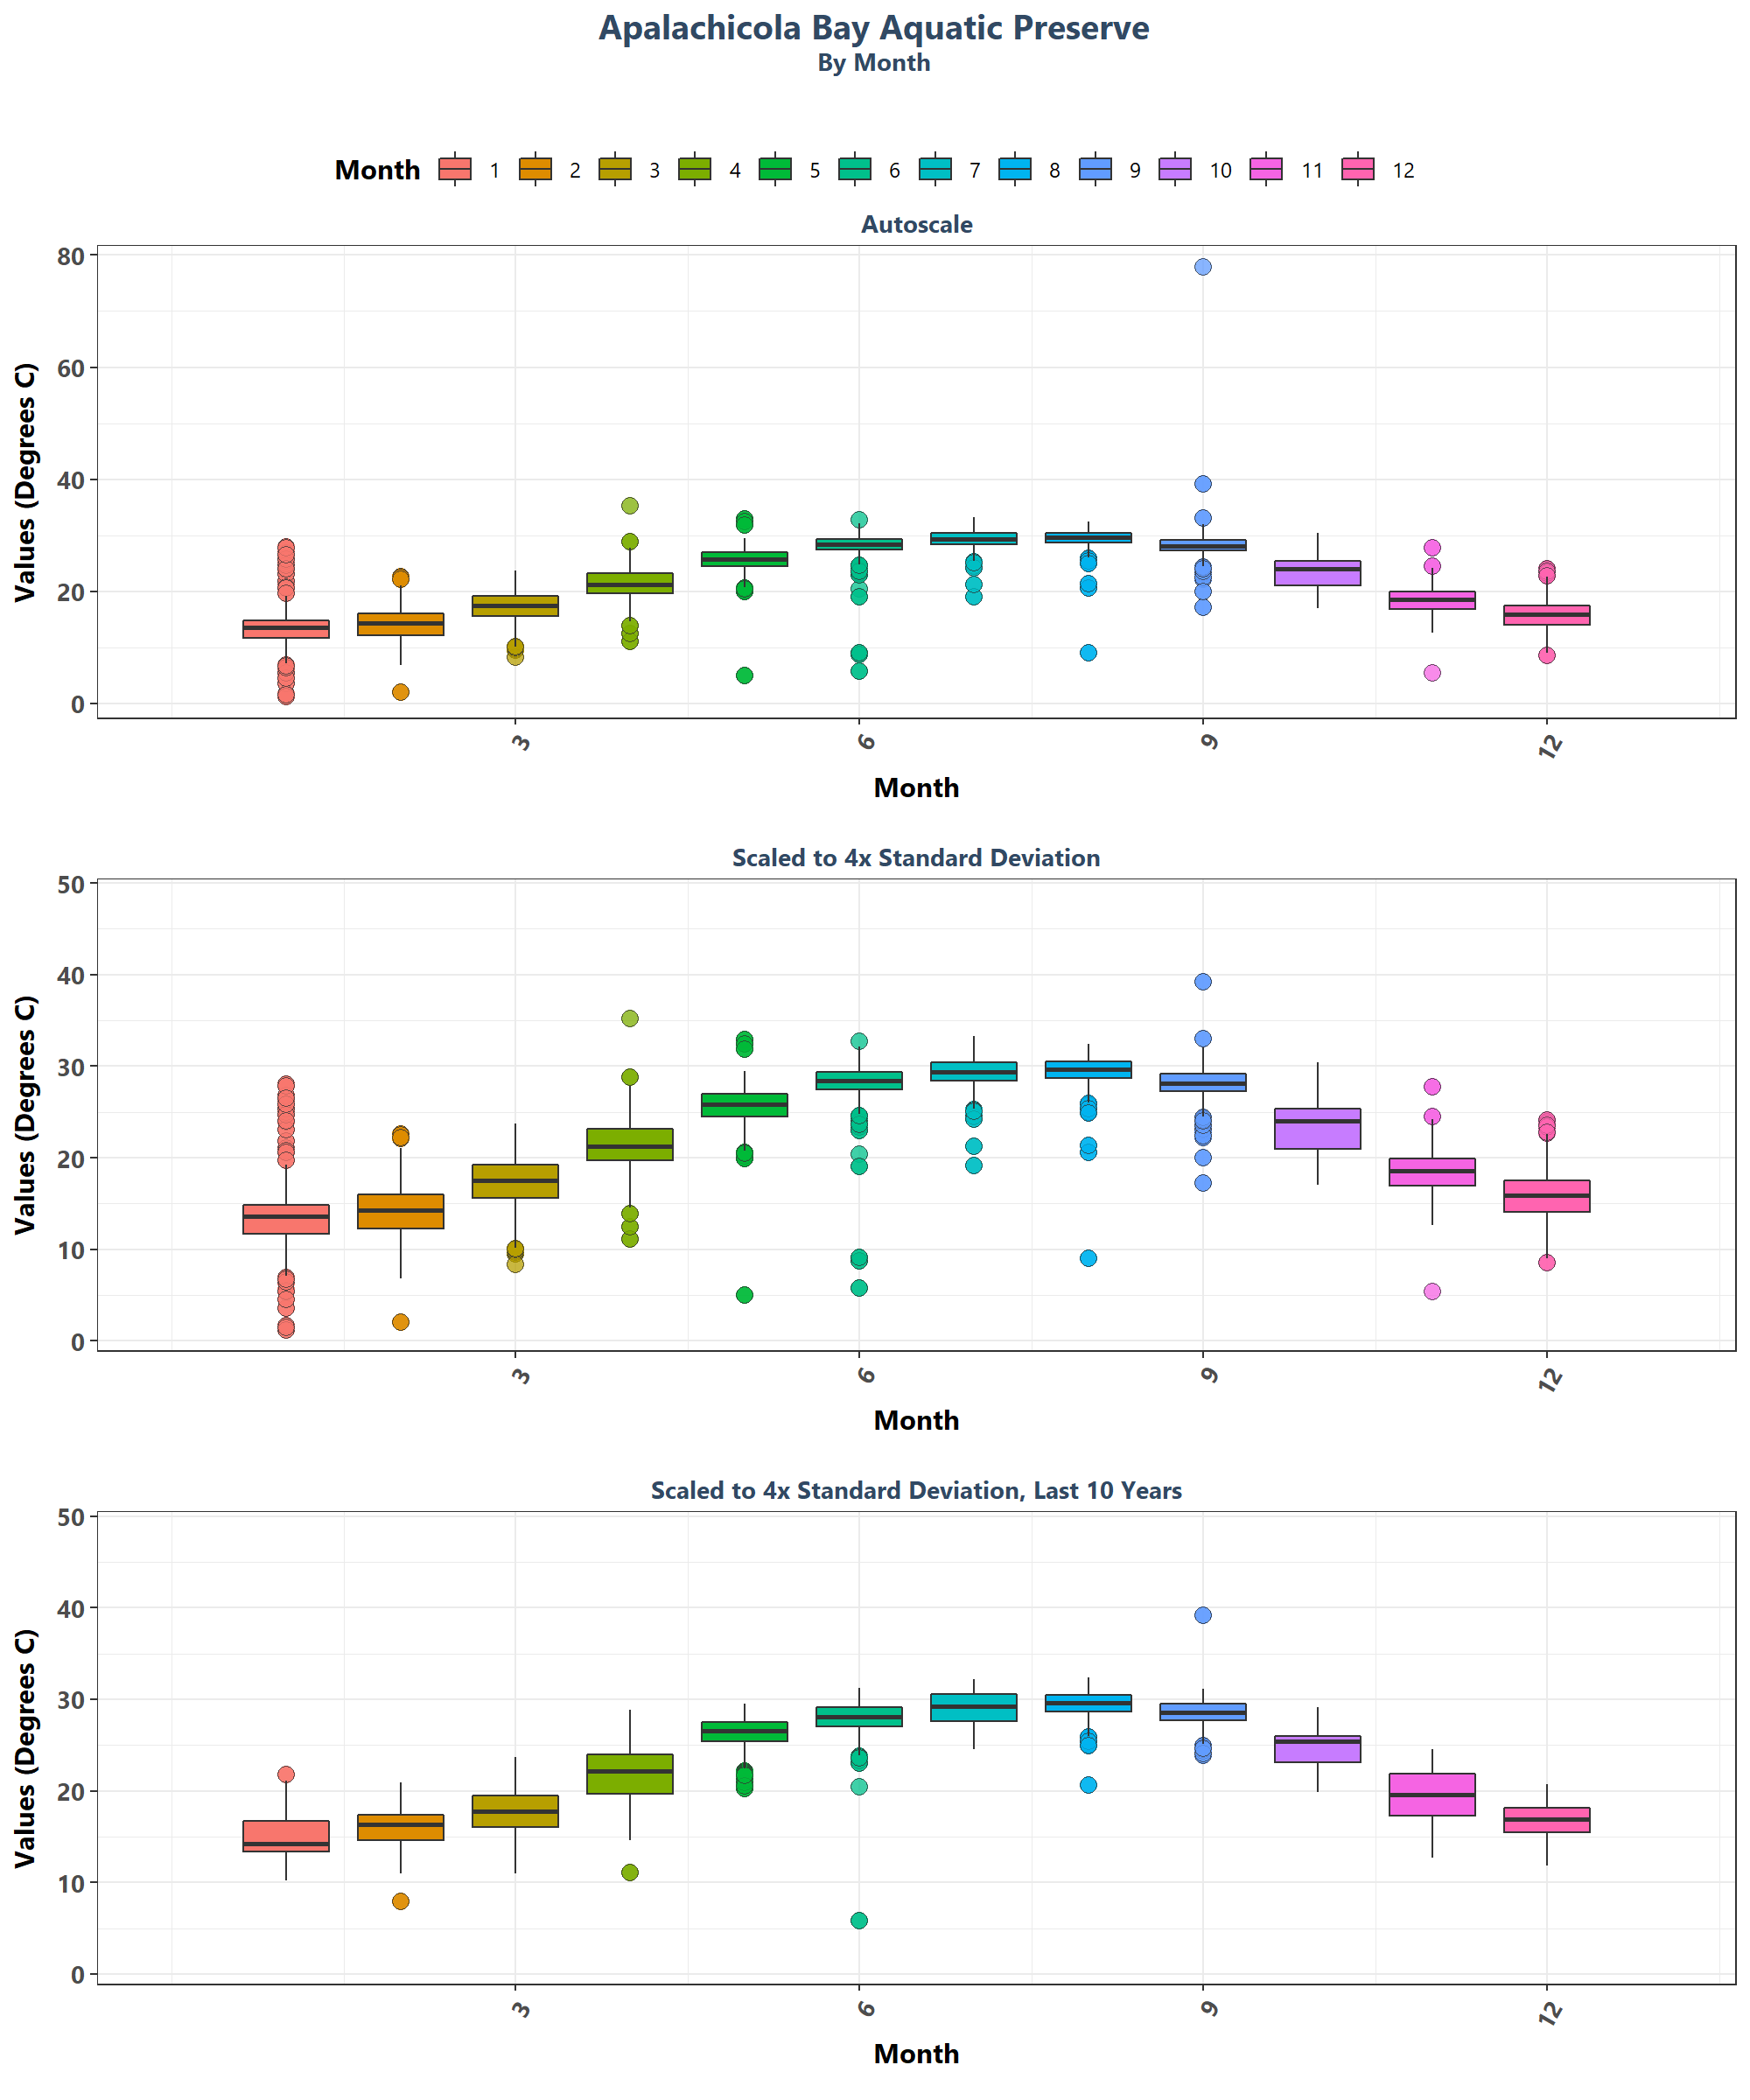 Apalachicola Bay Aquatic Preserve
By Month
Month 1 2 3 4 5 6 7 8 9 10 11 12
Autoscale
Values (Degrees C)
80
60
40
20
0
3 6 9 12
Month
Scaled to 4x Standard Deviation
Values (Degrees C)
50
40
30
20
10
0
3 6 9 12
Month
Scaled to 4x Standard Deviation, Last 10 Years
Values (Degrees C)
50
40
30
20
10
0
3 6 9 12
Month